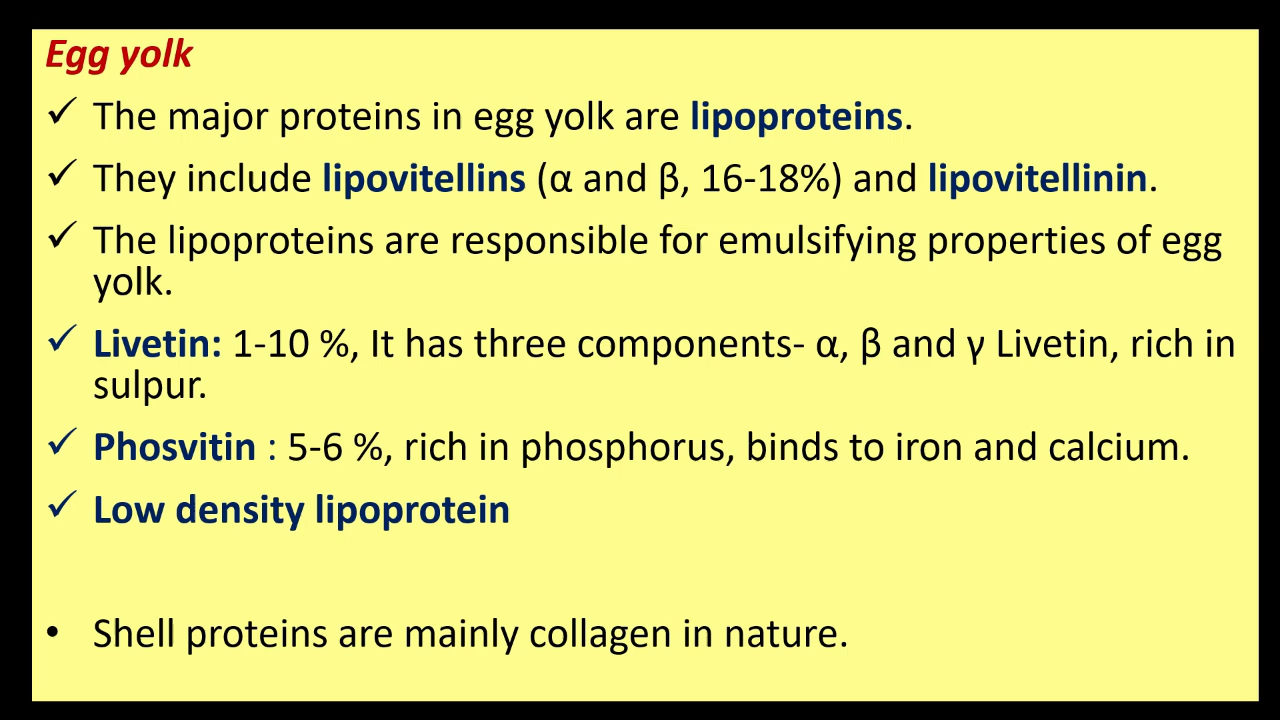 Egg yolk
✓ The major proteins in egg yolk are lipoproteins.
✓ They include lipovitellins (α and β, 16-18%) and lipovitellinin.
✓ The lipoproteins are responsible for emulsifying properties of egg
yolk.
✓ Livetin: 1-10 %, It has three components- α, β and γ Livetin, rich in
sulpur.
✓ Phosvitin : 5-6 %, rich in phosphorus, binds to iron and calcium.
✓ Low density lipoprotein
• Shell proteins are mainly collagen in nature.